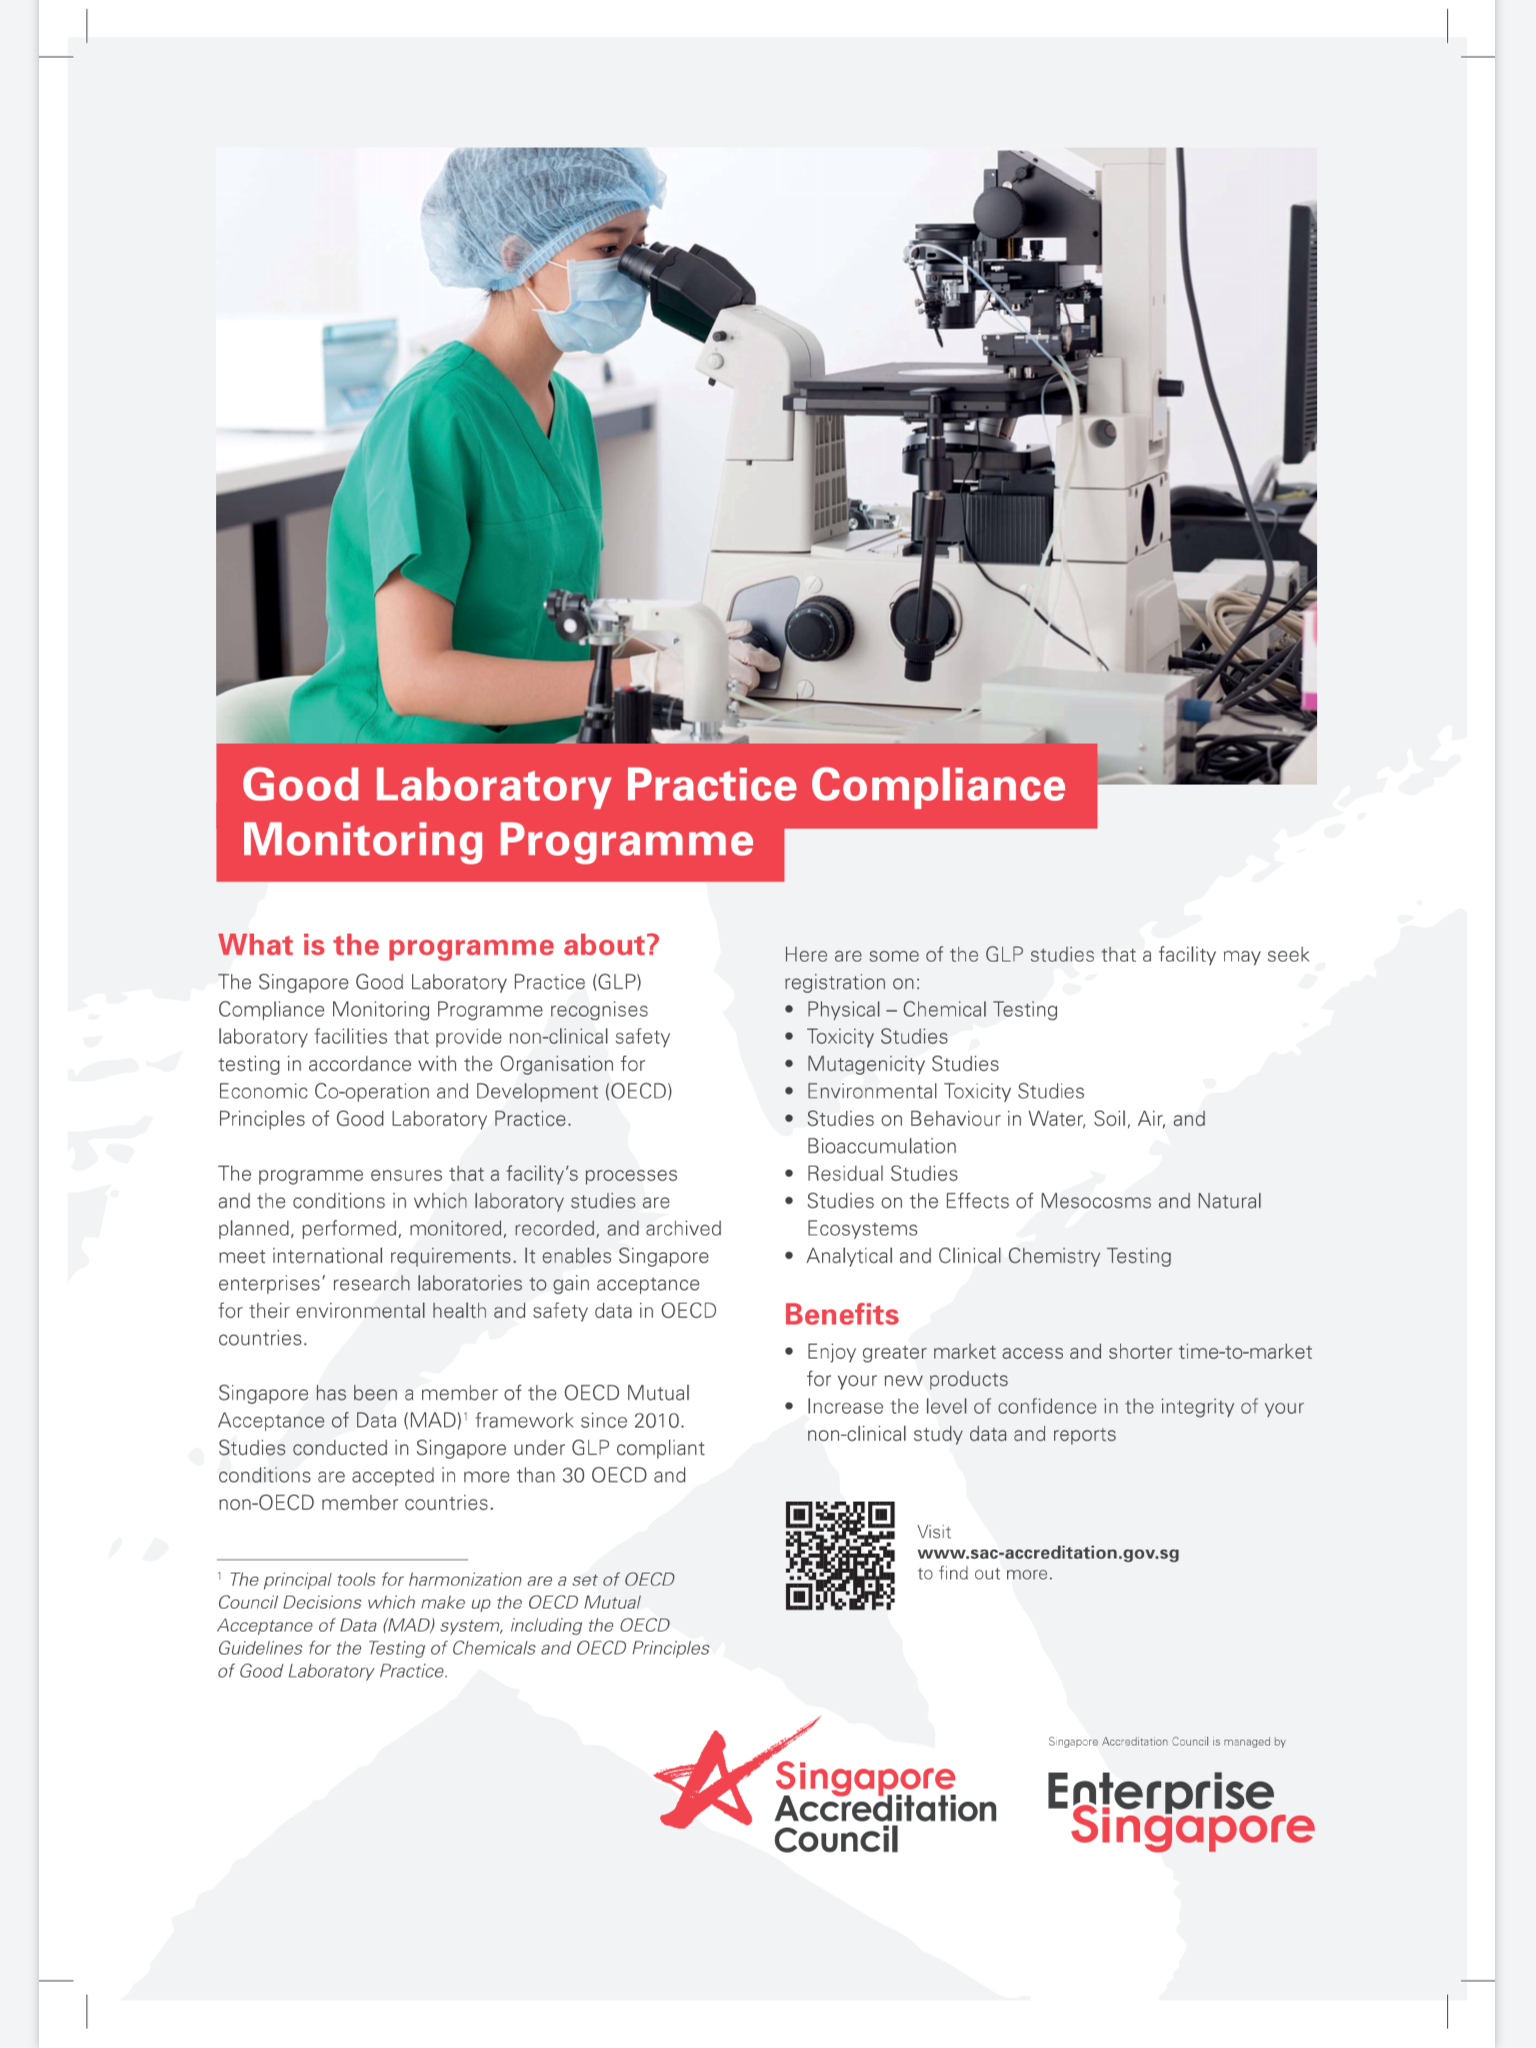 Good Laboratory Practice Compliance
Monitoring Programme
What is the programme about?
The Singapore Good Laboratory Practice (GLP)
Compliance Monitoring Programme recognises
laboratory facilities that provide non-clinical safety
testing in accordance with the Organisation for
Economic Co-operation and Development (OECD)
Principles of Good Laboratory Practice.
The programme ensures that a facility’s processes
and the conditions in which laboratory studies are
planned, performed, monitored, recorded, and archived
meet international requirements. It enables Singapore
enterprises’ research laboratories to gain acceptance
for their environmental health and safety data in OECD
countries.
Singapore has been a member of the OECD Mutual
Acceptance of Data (MAD)¹ framework since 2010.
Studies conducted in Singapore under GLP compliant
conditions are accepted in more than 30 OECD and
non-OECD member countries.
¹ The principal tools for harmonization are a set of OECD
Council Decisions which make up the OECD Mutual
Acceptance of Data (MAD) system, including the OECD
Guidelines for the Testing of Chemicals and OECD Principles
of Good Laboratory Practice.
Here are some of the GLP studies that a facility may seek
registration on:
• Physical – Chemical Testing
• Toxicity Studies
• Mutagenicity Studies
• Environmental Toxicity Studies
• Studies on Behaviour in Water, Soil, Air, and
Bioaccumulation
• Residual Studies
• Studies on the Effects of Mesocosms and Natural
Ecosystems
• Analytical and Clinical Chemistry Testing
Benefits
• Enjoy greater market access and shorter time-to-market
for your new products
• Increase the level of confidence in the integrity of your
non-clinical study data and reports
Visit
www.sac-accreditation.gov.sg
to find out more.
Singapore
Accreditation
Council
Singapore Accreditation Council is managed by
Enterprise
Singapore